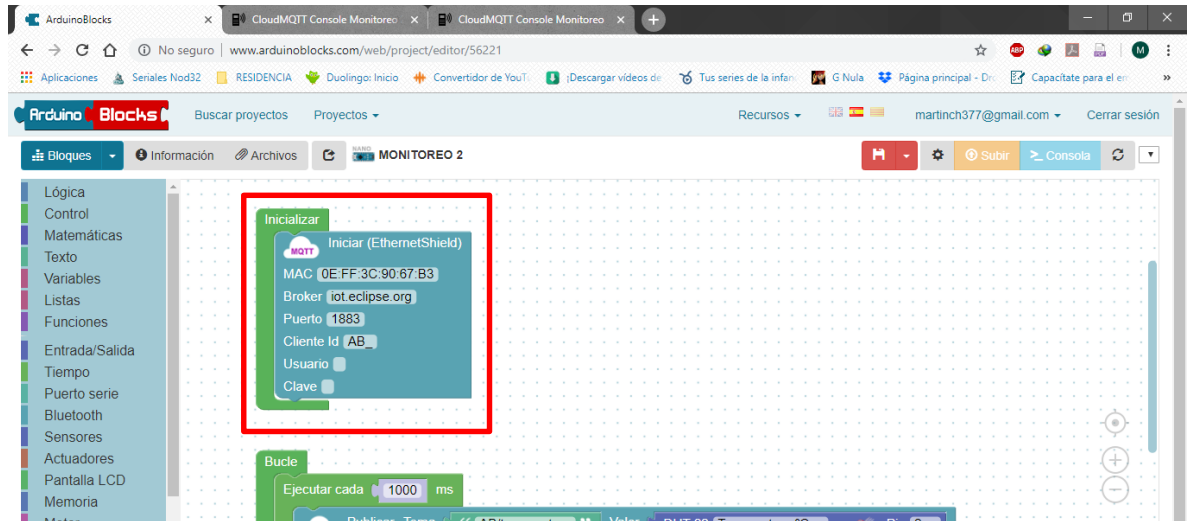 ArduinoBlocks × CloudMQTT Console Monitoreo × CloudMQTT Console Monitoreo ×
No seguro | www.arduinoblocks.com/web/project/editor/56221
Aplicaciones Seriales Nod32 RESIDENCIA Duolingo: Inicio Convertidor de YouT ¡Descargar vídeos de Tus series de la infan G Nula Página principal - Dr Capacítate para el em »
Arduino Blocks Buscar proyectos Proyectos Recursos martinch377@gmail.com Cerrar sesión
Bloques Información Archivos MONITOREO 2 Subir >_ Consola
Lógica
Control
Matemáticas
Texto
Variables
Listas
Funciones
Entrada/Salida
Tiempo
Puerto serie
Bluetooth
Sensores
Actuadores
Pantalla LCD
Memoria
Inicializar
MQTT Iniciar (EthernetShield)
MAC 0E:FF:3C:90:67:B3
Broker iot.eclipse.org
Puerto 1883
Cliente Id AB_
Usuario
Clave
Bucle
Ejecutar cada 1000 ms